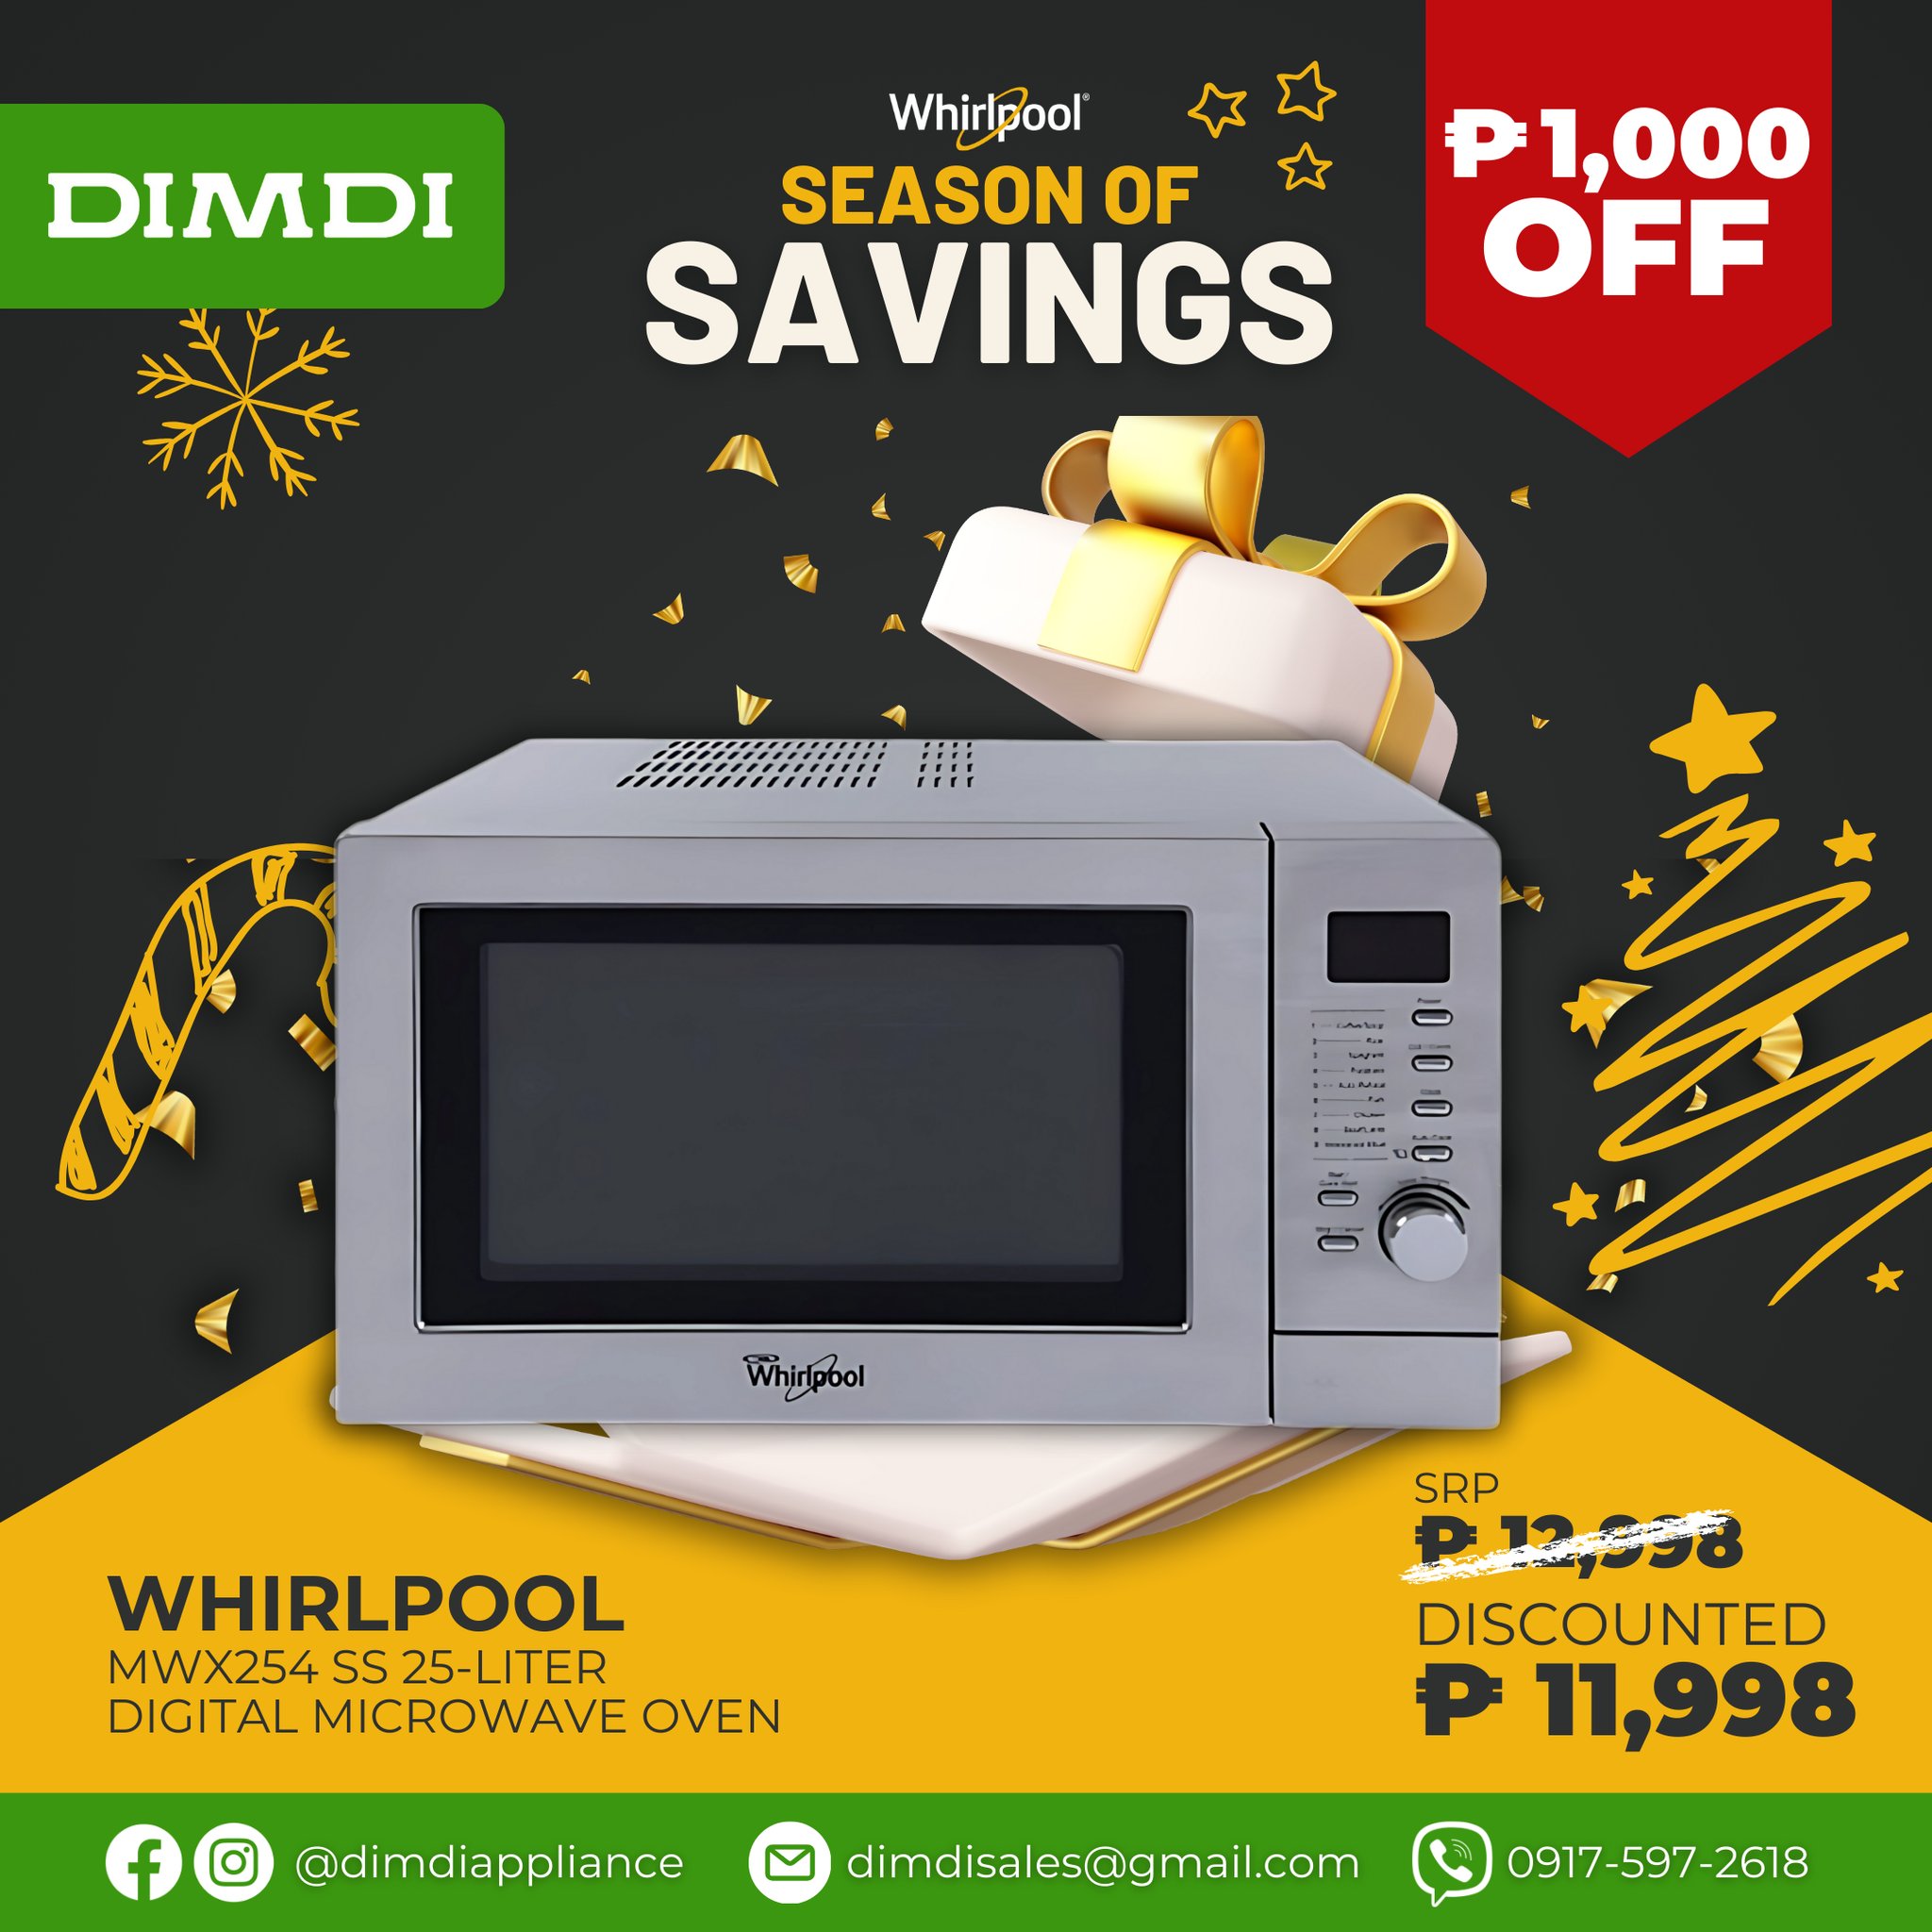 DIMDI
Whirlpool®
SEASON OF
SAVINGS
₱1,000
OFF
Whirlpool
SRP
₱ 12,998
DISCOUNTED
₱ 11,998
WHIRLPOOL
MWX254 SS 25-LITER
DIGITAL MICROWAVE OVEN
@dimdiappliance
dimdisales@gmail.com
0917-597-2618